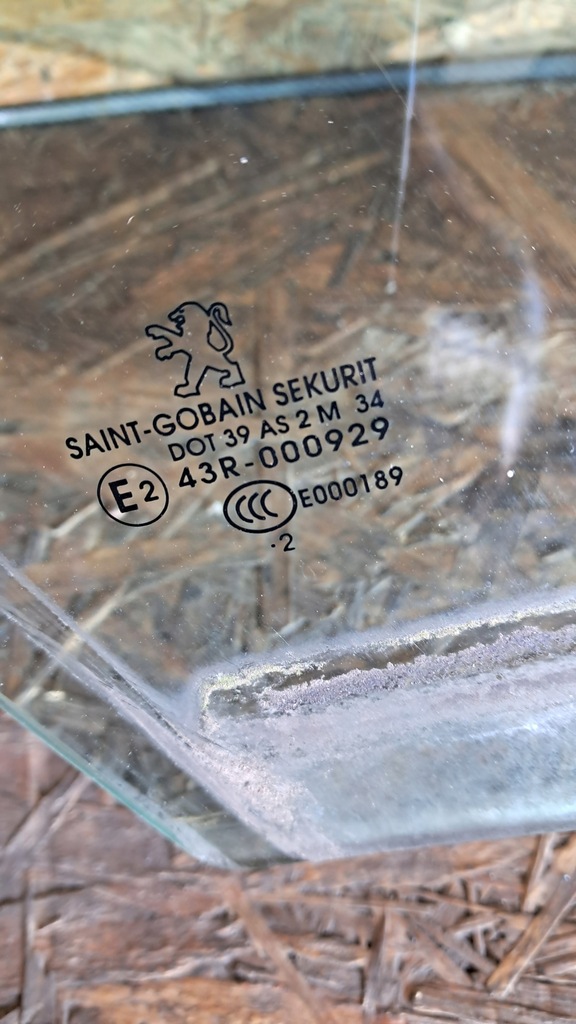 SAINT-GOBAIN SEKURIT
DOT 39 AS 2 M 34
E2 43R-000929
CCC E000189
.2